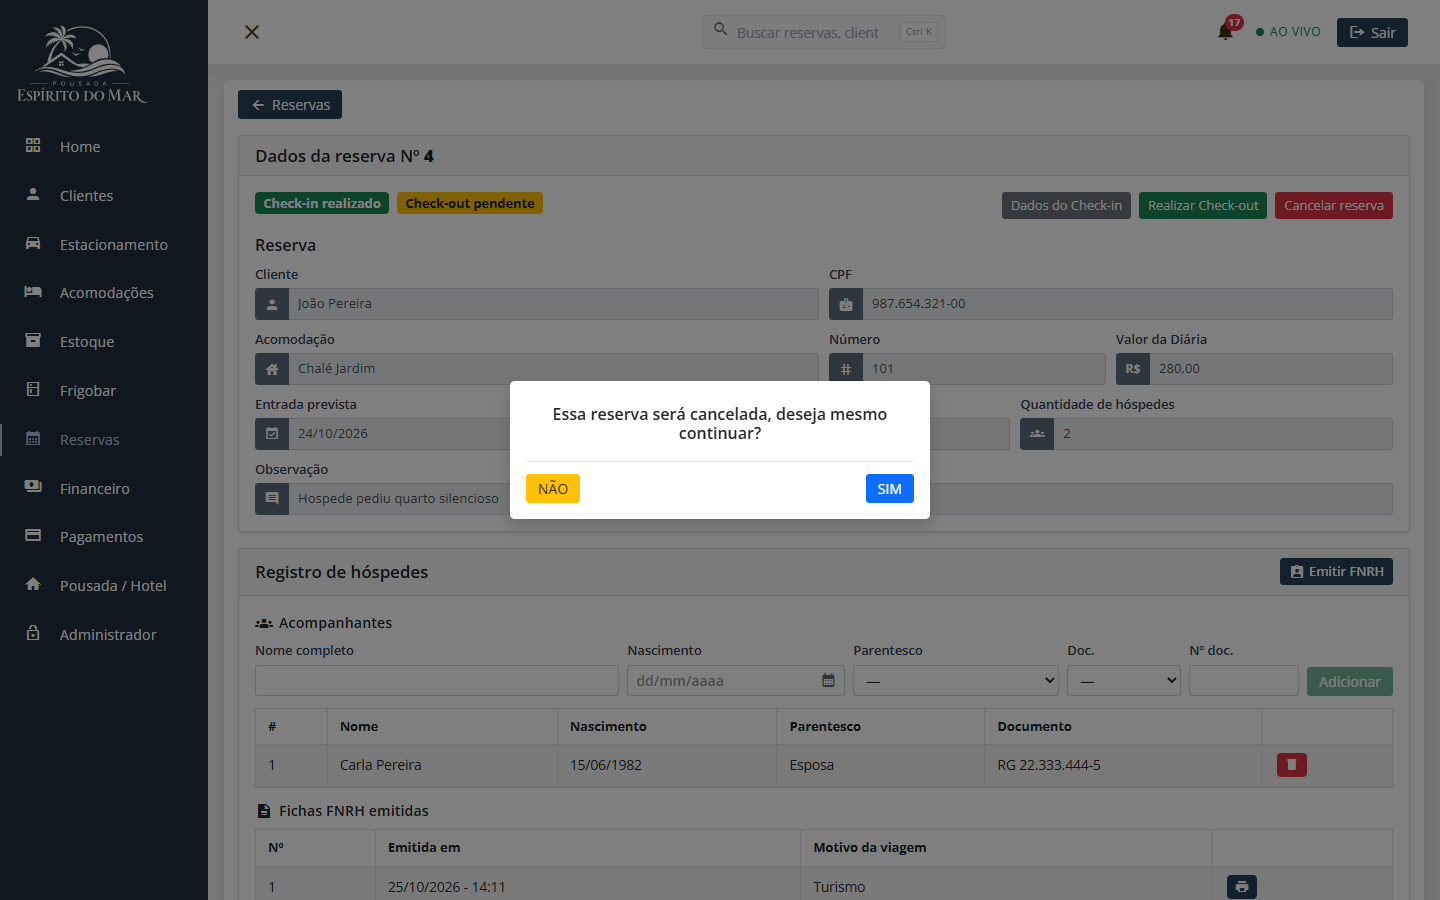 POUSADA
ESPÍRITO DO MAR
Home
Clientes
Estacionamento
Acomodações
Estoque
Frigobar
Reservas
Financeiro
Pagamentos
Pousada / Hotel
Administrador
Buscar reservas, client
Ctrl K
17
AO VIVO
Sair
Reservas
Dados da reserva Nº 4
Check-in realizado
Check-out pendente
Dados do Check-in
Realizar Check-out
Cancelar reserva
Reserva
Cliente
CPF
João Pereira
987.654.321-00
Acomodação
Número
Valor da Diária
Chalé Jardim
101
R$
280,00
Entrada prevista
Quantidade de hóspedes
24/10/2026
2
Observação
Hospede pediu quarto silencioso
Essa reserva será cancelada, deseja mesmo
continuar?
NÃO
SIM
Registro de hóspedes
Emitir FNRH
Acompanhantes
Nome completo
Nascimento
Parentesco
Doc.
Nº doc.
dd/mm/aaaa
—
—
Adicionar
# Nome Nascimento Parentesco Documento
1 Carla Pereira 15/06/1982 Esposa RG 22.333.444-5
Fichas FNRH emitidas
Nº Emitida em Motivo da viagem
1 25/10/2026 - 14:11 Turismo